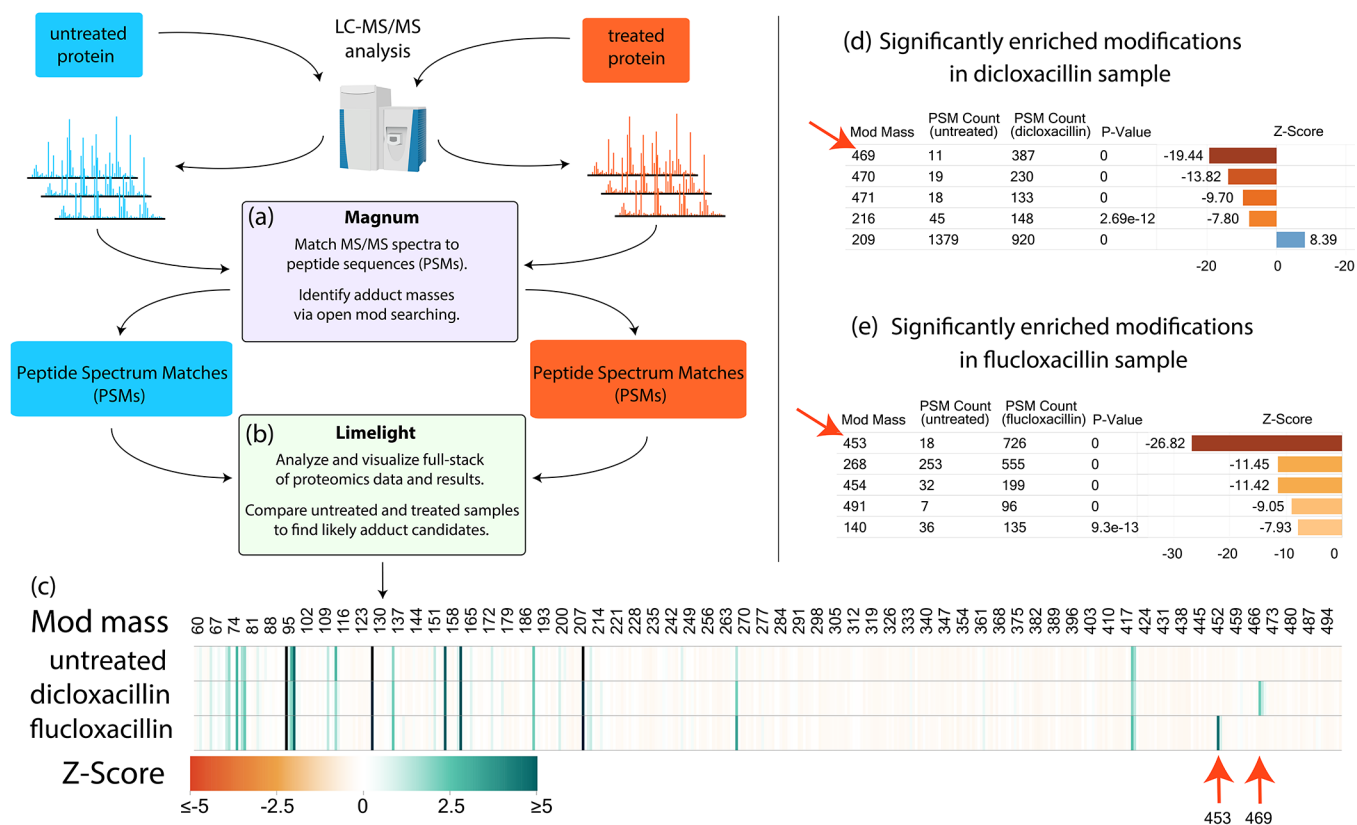 untreated
protein
LC-MS/MS
analysis
treated
protein
(a)
Magnum
Match MS/MS spectra to
peptide sequences (PSMs).
Identify adduct masses
via open mod searching.
Peptide Spectrum Matches
(PSMs)
Peptide Spectrum Matches
(PSMs)
(b)
Limelight
Analyze and visualize full-stack
of proteomics data and results.
Compare untreated and treated samples
to find likely adduct candidates.
(d) Significantly enriched modifications
in dicloxacillin sample
Mod Mass PSM Count (untreated) PSM Count (dicloxacillin) P-Value Z-Score
469 11 387 0 -19.44
470 19 230 0 -13.82
471 18 133 0 -9.70
216 45 148 2.69e-12 -7.80
209 1379 920 0 8.39
-20 0 -20
(e) Significantly enriched modifications
in flucloxacillin sample
Mod Mass PSM Count (untreated) PSM Count (flucloxacillin) P-Value Z-Score
453 18 726 0 -26.82
268 253 555 0 -11.45
454 32 199 0 -11.42
491 7 96 0 -9.05
140 36 135 9.3e-13 -7.93
-30 -20 -10 0
(c)
Mod mass 60 67 74 81 88 95 102 109 116 123 130 137 144 151 158 165 172 179 186 193 200 207 214 221 228 235 242 249 256 263 270 277 284 291 298 305 312 319 326 333 340 347 354 361 368 375 382 389 396 403 410 417 424 431 438 445 452 459 466 473 480 487 494
untreated
dicloxacillin
flucloxacillin
Z-Score
≤-5 -2.5 0 2.5 ≥5
453 469